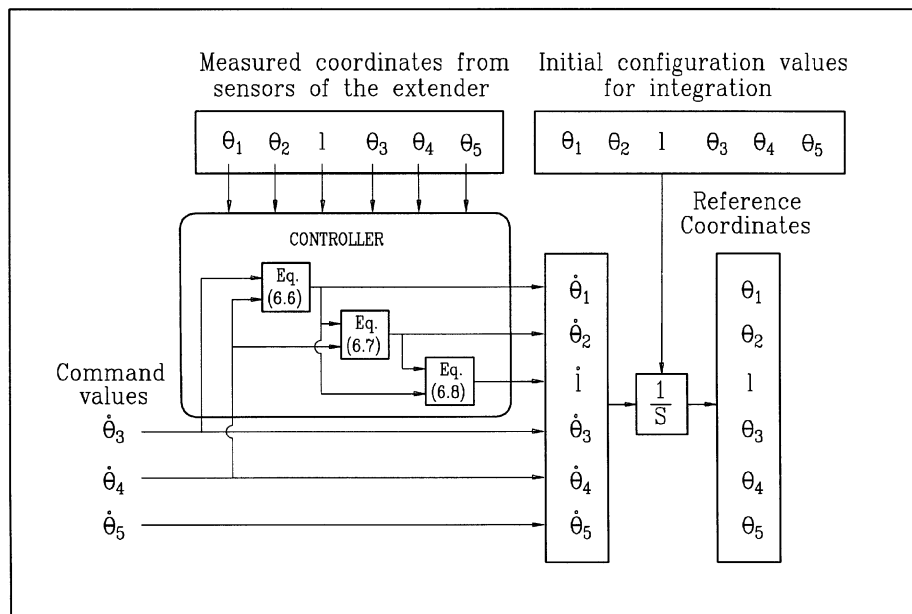 Measured coordinates from
sensors of the extender
Initial configuration values
for integration
θ₁ θ₂ l θ₃ θ₄ θ₅
θ₁ θ₂ l θ₃ θ₄ θ₅
Reference
Coordinates
CONTROLLER
Eq.
(6.6)
Eq.
(6.7)
Eq.
(6.8)
Command
values
θ̇₃
θ̇₄
θ̇₅
θ̇₁
θ̇₂
l̇
θ̇₃
θ̇₄
θ̇₅
1
S
θ₁
θ₂
l
θ₃
θ₄
θ₅